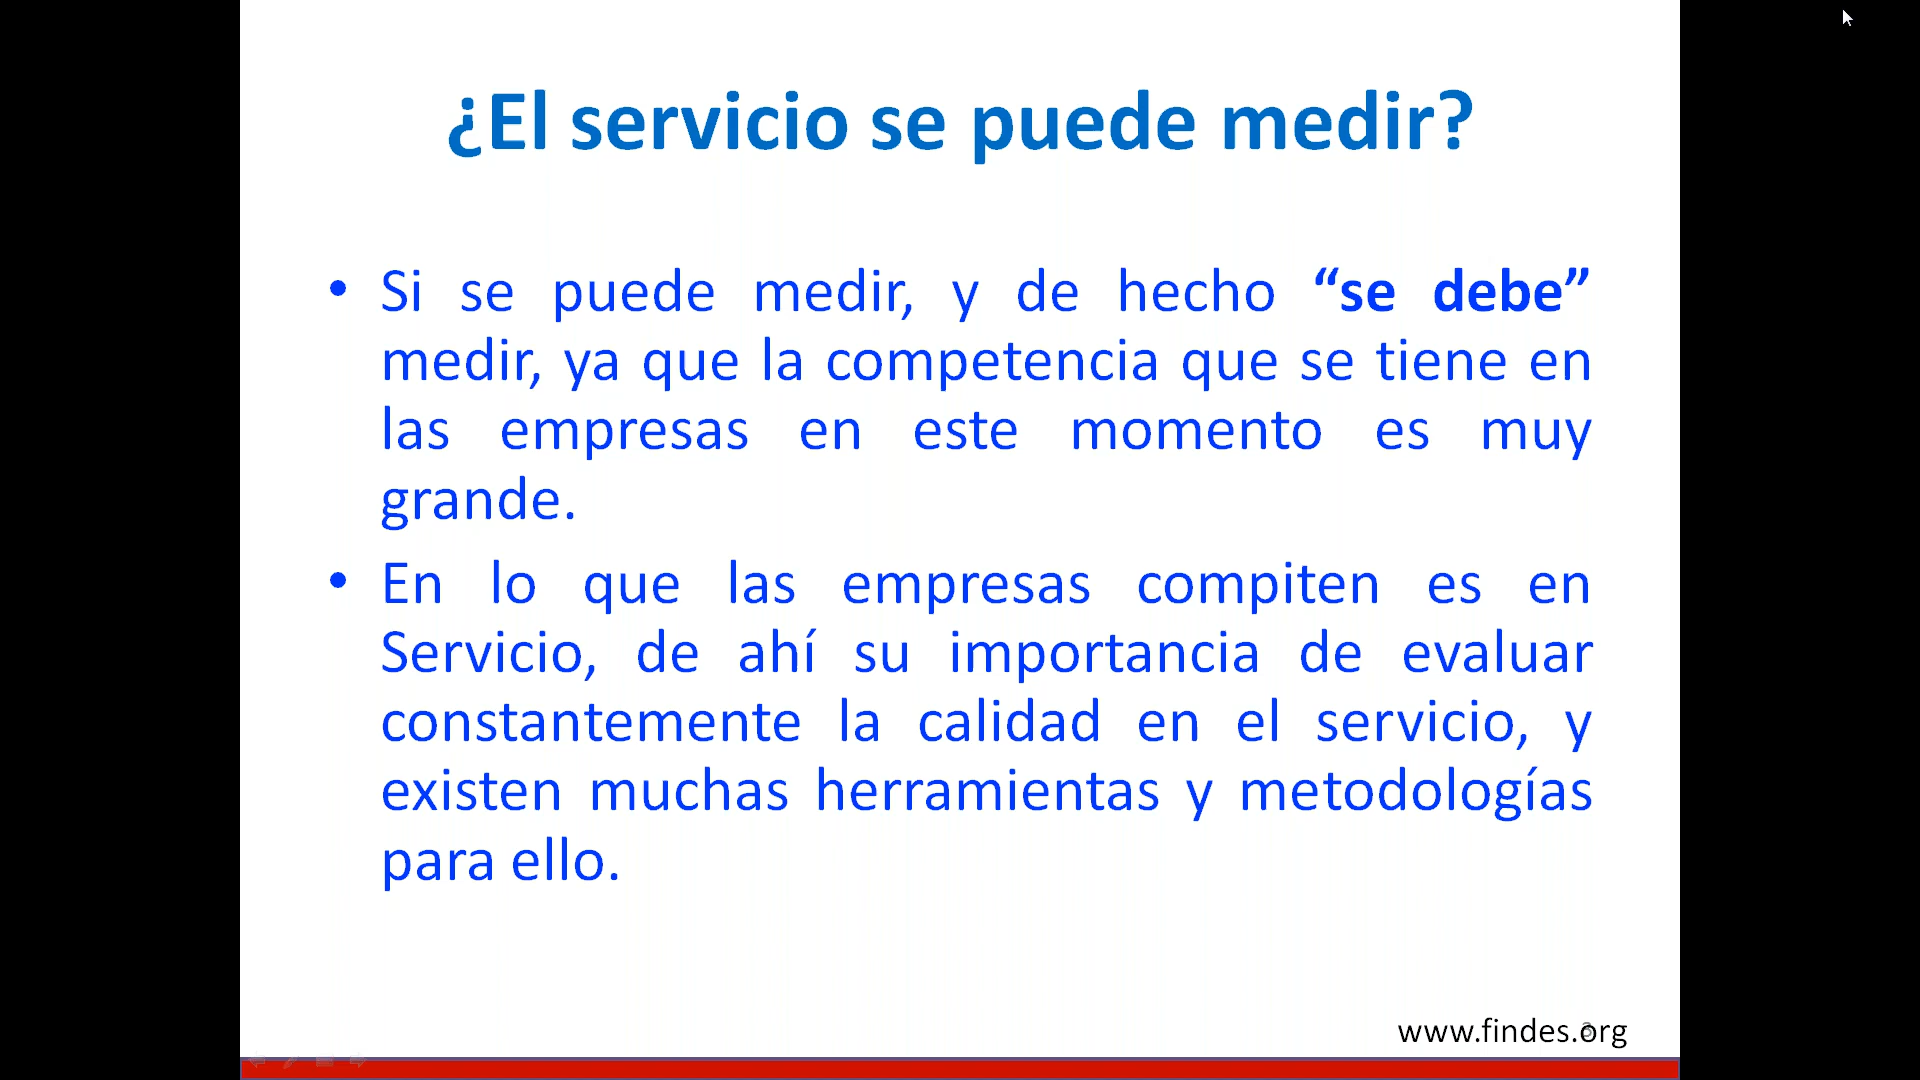 ¿El servicio se puede medir?
• Si se puede medir, y de hecho “se debe”
medir, ya que la competencia que se tiene en
las empresas en este momento es muy
grande.
• En lo que las empresas compiten es en
Servicio, de ahí su importancia de evaluar
constantemente la calidad en el servicio, y
existen muchas herramientas y metodologías
para ello.
www.findes.org
3